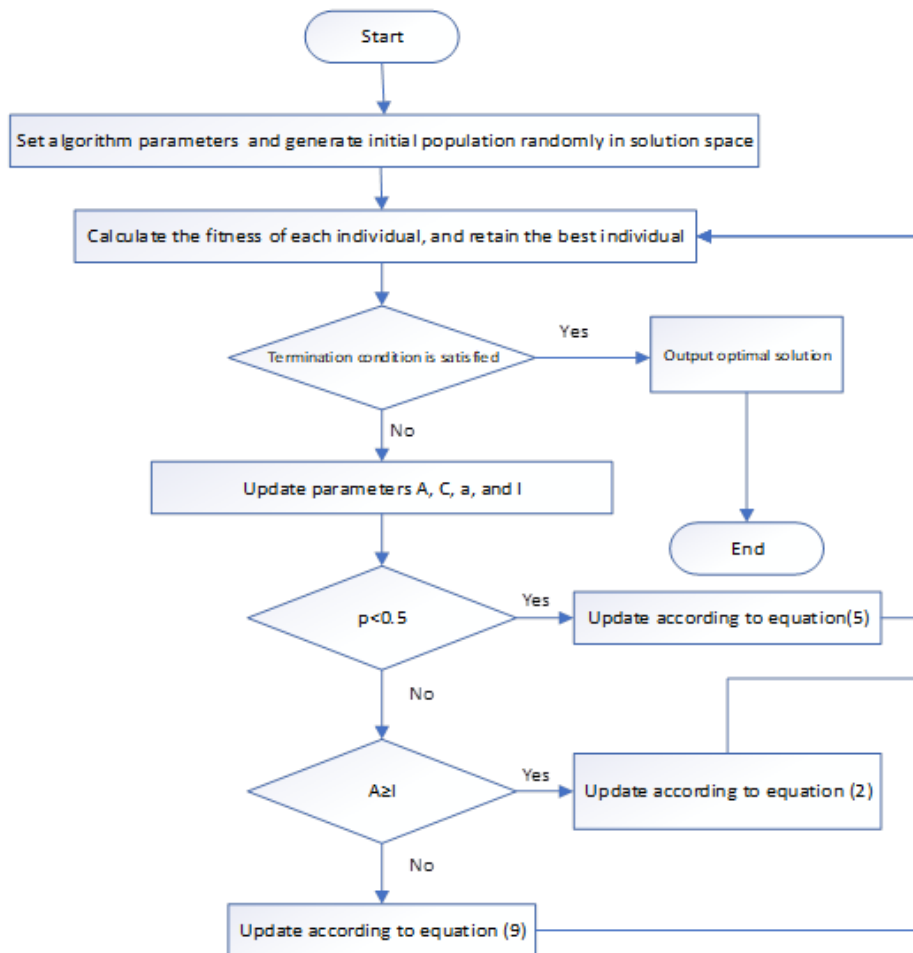 Start
Set algorithm parameters and generate initial population randomly in solution space
Calculate the fitness of each individual, and retain the best individual
Yes
Termination condition is satisfied
Output optimal solution
No
Update parameters A, C, a, and I
End
Yes
p<0.5
Update according to equation(5)
No
Yes
A≥I
Update according to equation (2)
No
Update according to equation (9)